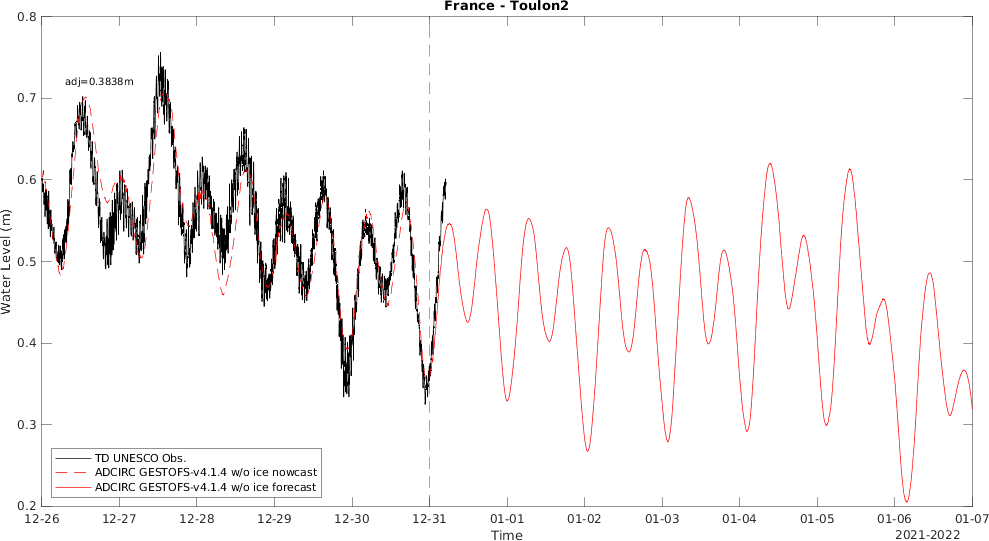 France - Toulon2
adj=0.3838m
0.8
0.7
0.6
0.5
0.4
0.3
0.2
Water Level (m)
TD UNESCO Obs.
ADCIRC GESTOFS-v4.1.4 w/o ice nowcast
ADCIRC GESTOFS-v4.1.4 w/o ice forecast
12-26 12-27 12-28 12-29 12-30 12-31 01-01 01-02 01-03 01-04 01-05 01-06 01-07
Time
2021-2022